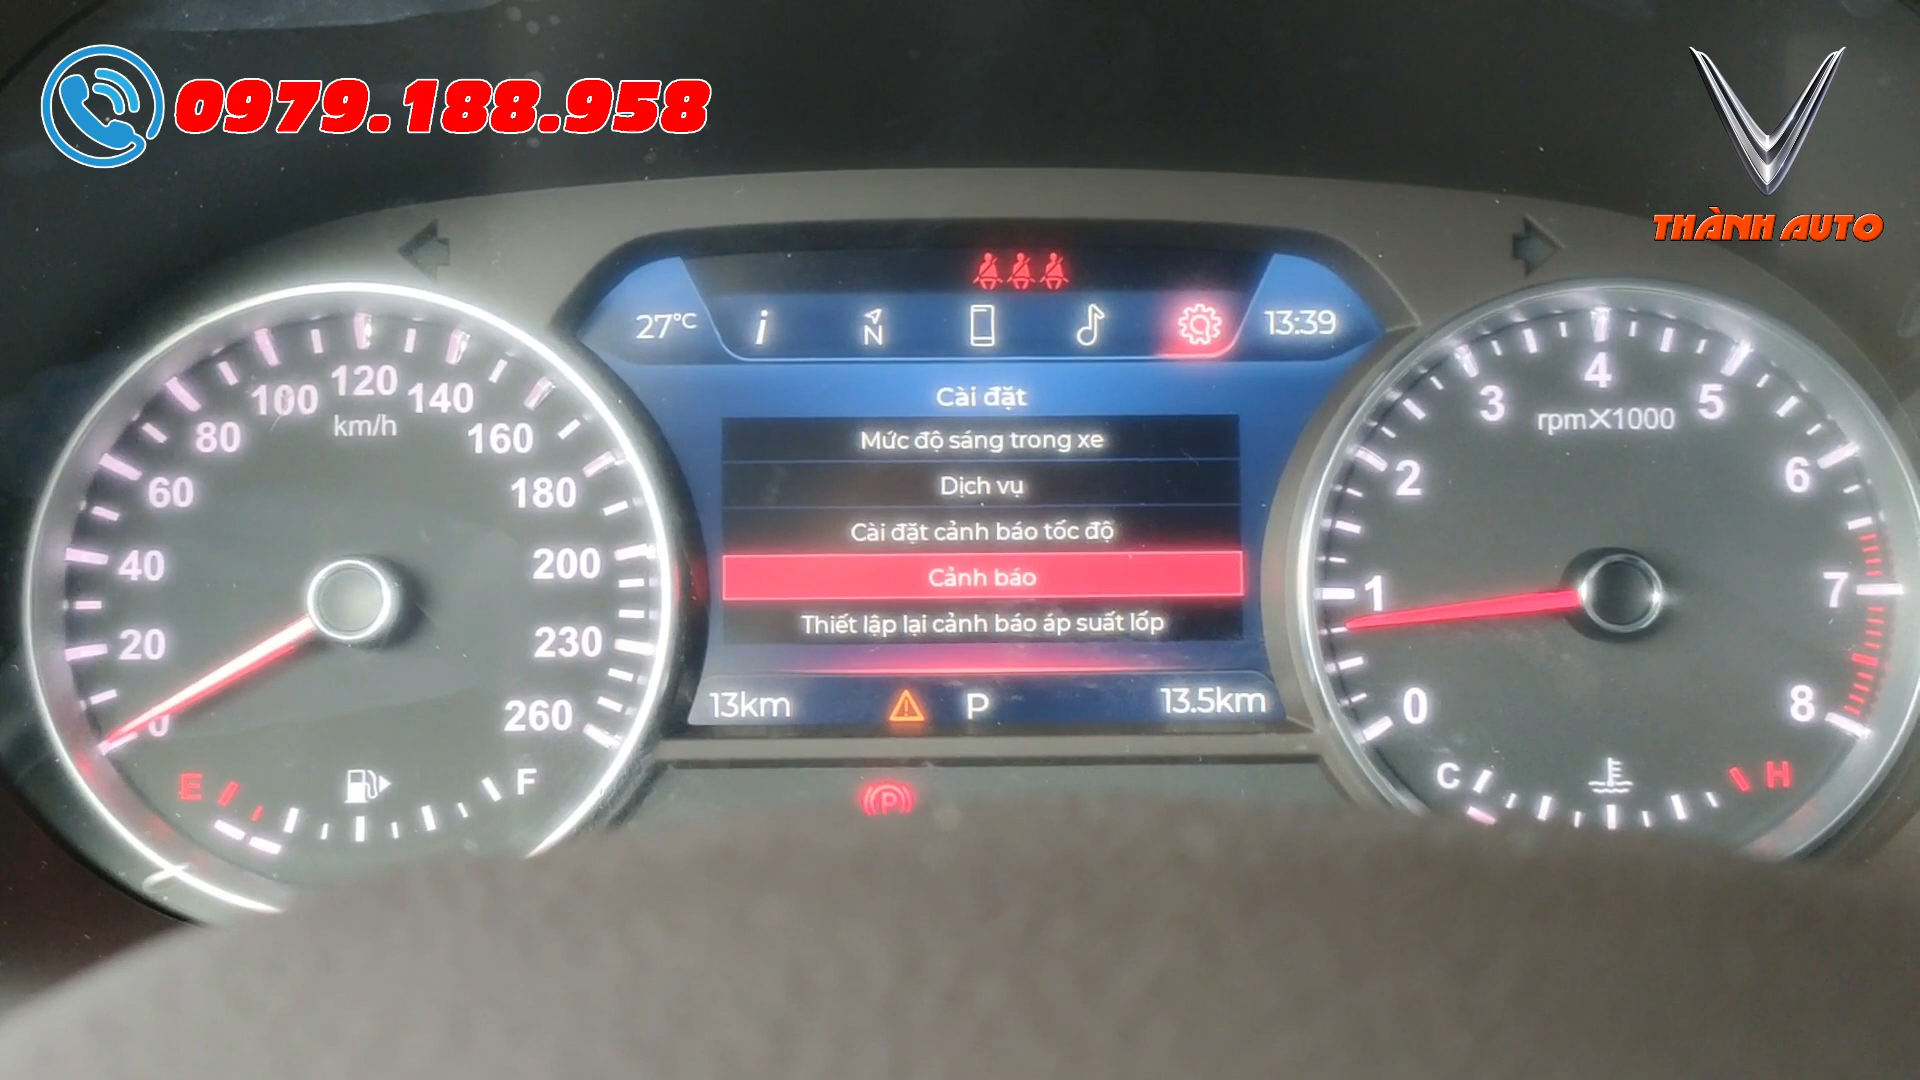 0979.188.958
THÀNH AUTO
27°C
i
N
13:39
Cài đặt
Mức độ sáng trong xe
Dịch vụ
Cài đặt cảnh báo tốc độ
Cảnh báo
Thiết lập lại cảnh báo áp suất lốp
13km
P
13.5km
P
0
20
40
60
80
100
120
140
160
180
200
230
260
km/h
E
F
0
1
2
3
4
5
6
7
8
rpmX1000
C
H